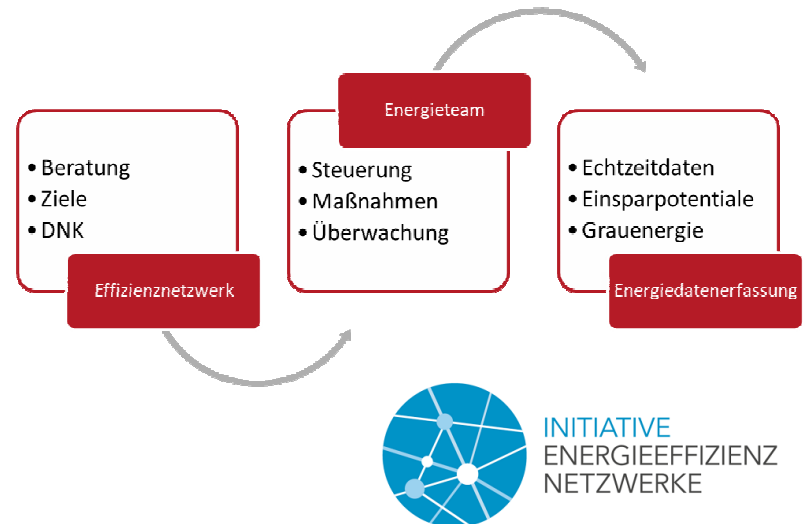 • Beratung
• Ziele
• DNK
Effizienznetzwerk
Energieteam
• Steuerung
• Maßnahmen
• Überwachung
• Echtzeitdaten
• Einsparpotentiale
• Grauenergie
Energiedatenerfassung
INITIATIVE
ENERGIEEFFIZIENZ
NETZWERKE